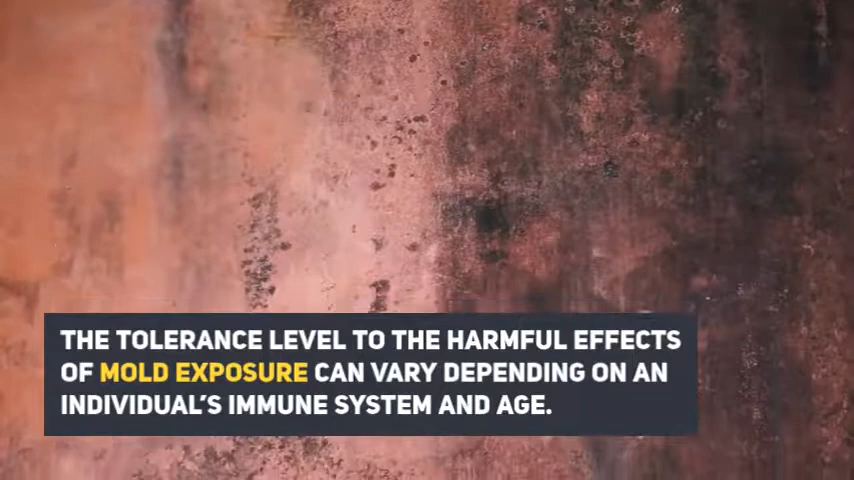 THE TOLERANCE LEVEL TO THE HARMFUL EFFECTS
OF MOLD EXPOSURE CAN VARY DEPENDING ON AN
INDIVIDUAL'S IMMUNE SYSTEM AND AGE.